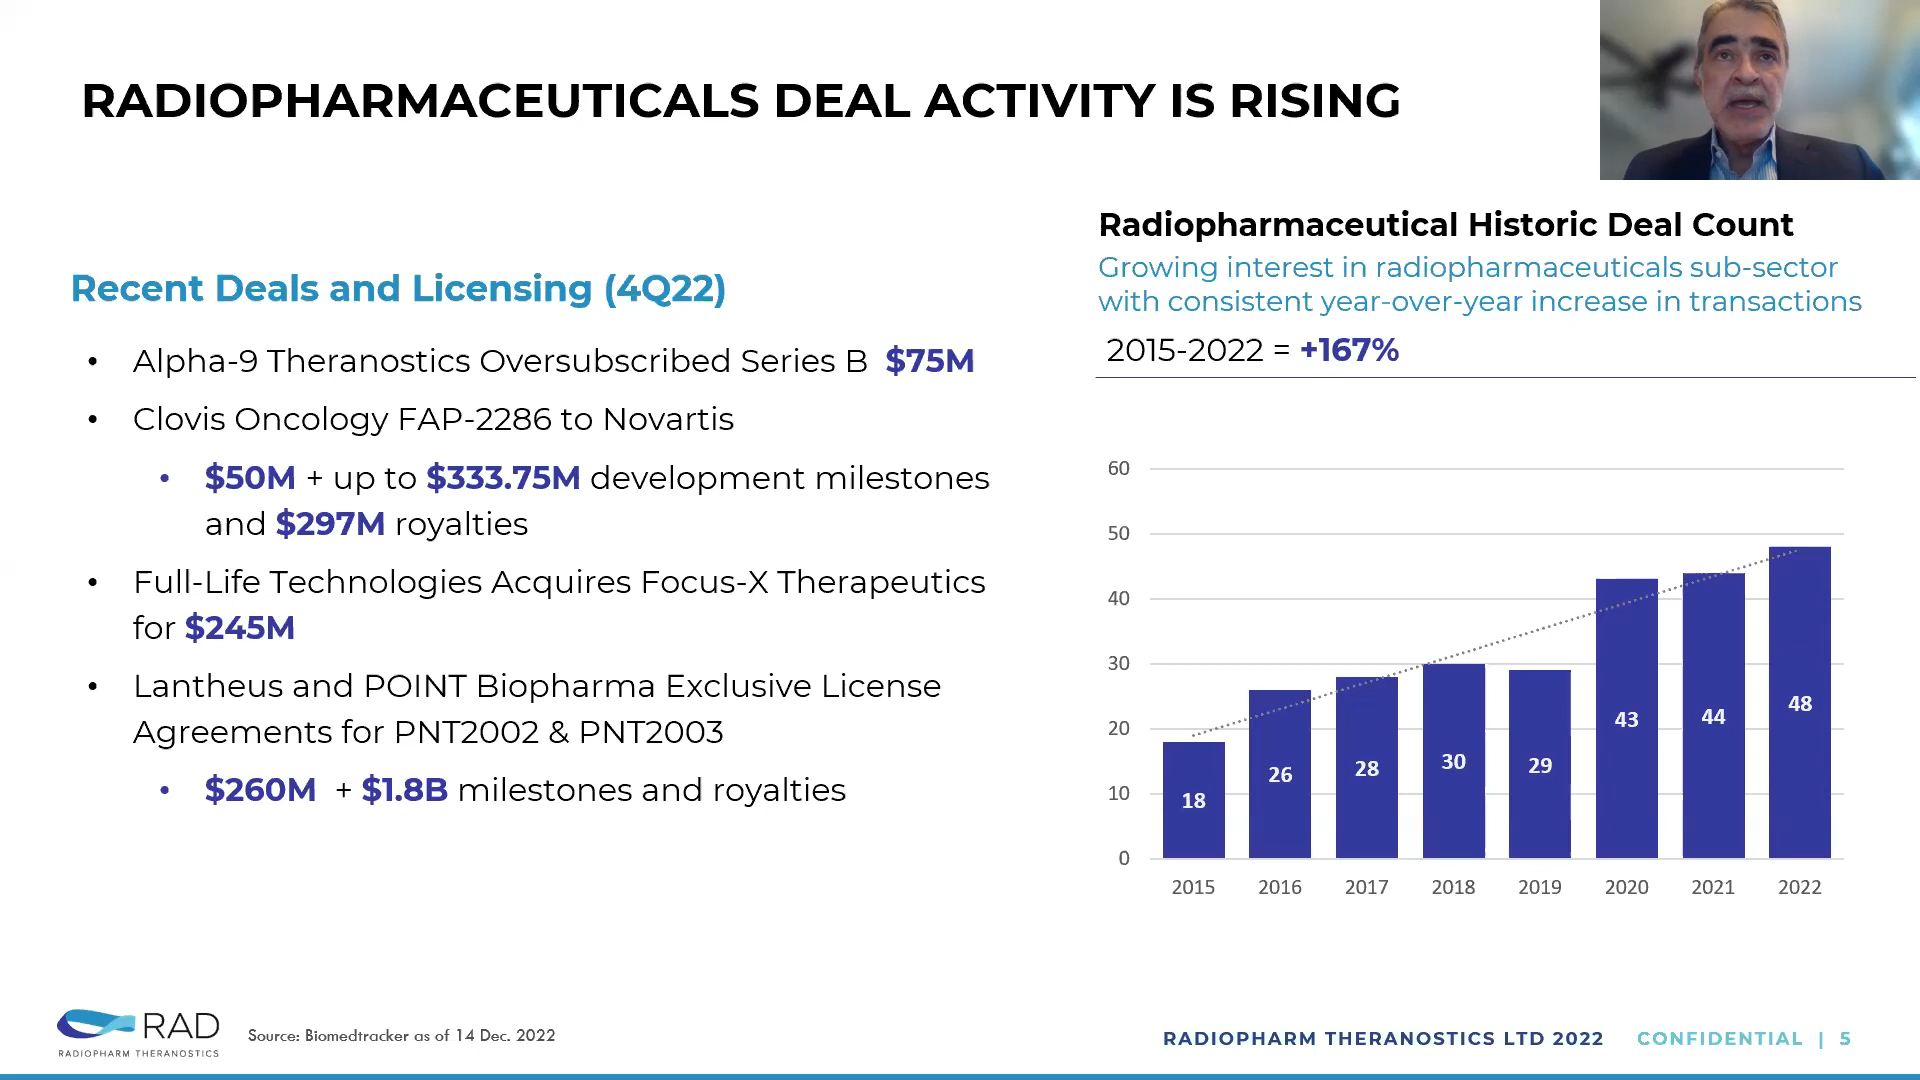 RADIOPHARMACEUTICALS DEAL ACTIVITY IS RISING
Recent Deals and Licensing (4Q22)
• Alpha-9 Theranostics Oversubscribed Series B $75M
• Clovis Oncology FAP-2286 to Novartis
• $50M + up to $333.75M development milestones
and $297M royalties
• Full-Life Technologies Acquires Focus-X Therapeutics
for $245M
• Lantheus and POINT Biopharma Exclusive License
Agreements for PNT2002 & PNT2003
• $260M + $1.8B milestones and royalties
Radiopharmaceutical Historic Deal Count
Growing interest in radiopharmaceuticals sub-sector
with consistent year-over-year increase in transactions
2015-2022 = +167%
60
50
40
30
20
10
0
18 26 28 30 29 43 44 48
2015 2016 2017 2018 2019 2020 2021 2022
RAD
RADIOPHARM THERANOSTICS
Source: Biomedtracker as of 14 Dec. 2022
RADIOPHARM THERANOSTICS LTD 2022 CONFIDENTIAL | 5